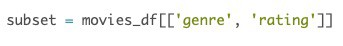 subset = movies_df[['genre', 'rating']]